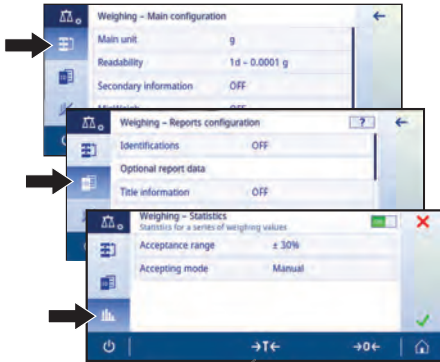 Weighing – Main configuration
Main unit g
Readability 1d – 0.0001 g
Secondary information OFF
MinWeigh OFF
Weighing – Reports configuration ?
Identifications OFF
Optional report data
Title information OFF
Weighing – Statistics
Statistics for a series of weighing values
Acceptance range ± 30%
Accepting mode Manual
→T← →0←